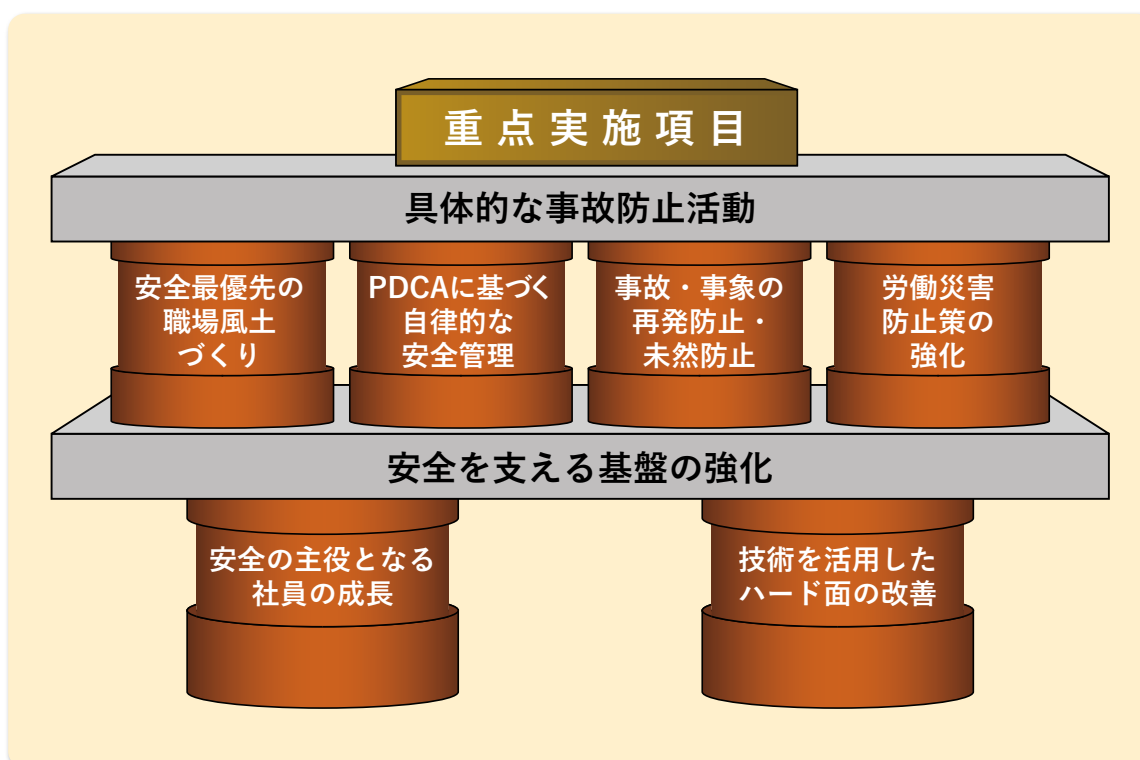 重点実施項目
具体的な事故防止活動
安全最優先の
職場風土
づくり
PDCAに基づく
自律的な
安全管理
事故・事象の
再発防止・
未然防止
労働災害
防止策の
強化
安全を支える基盤の強化
安全の主役となる
社員の成長
技術を活用した
ハード面の改善